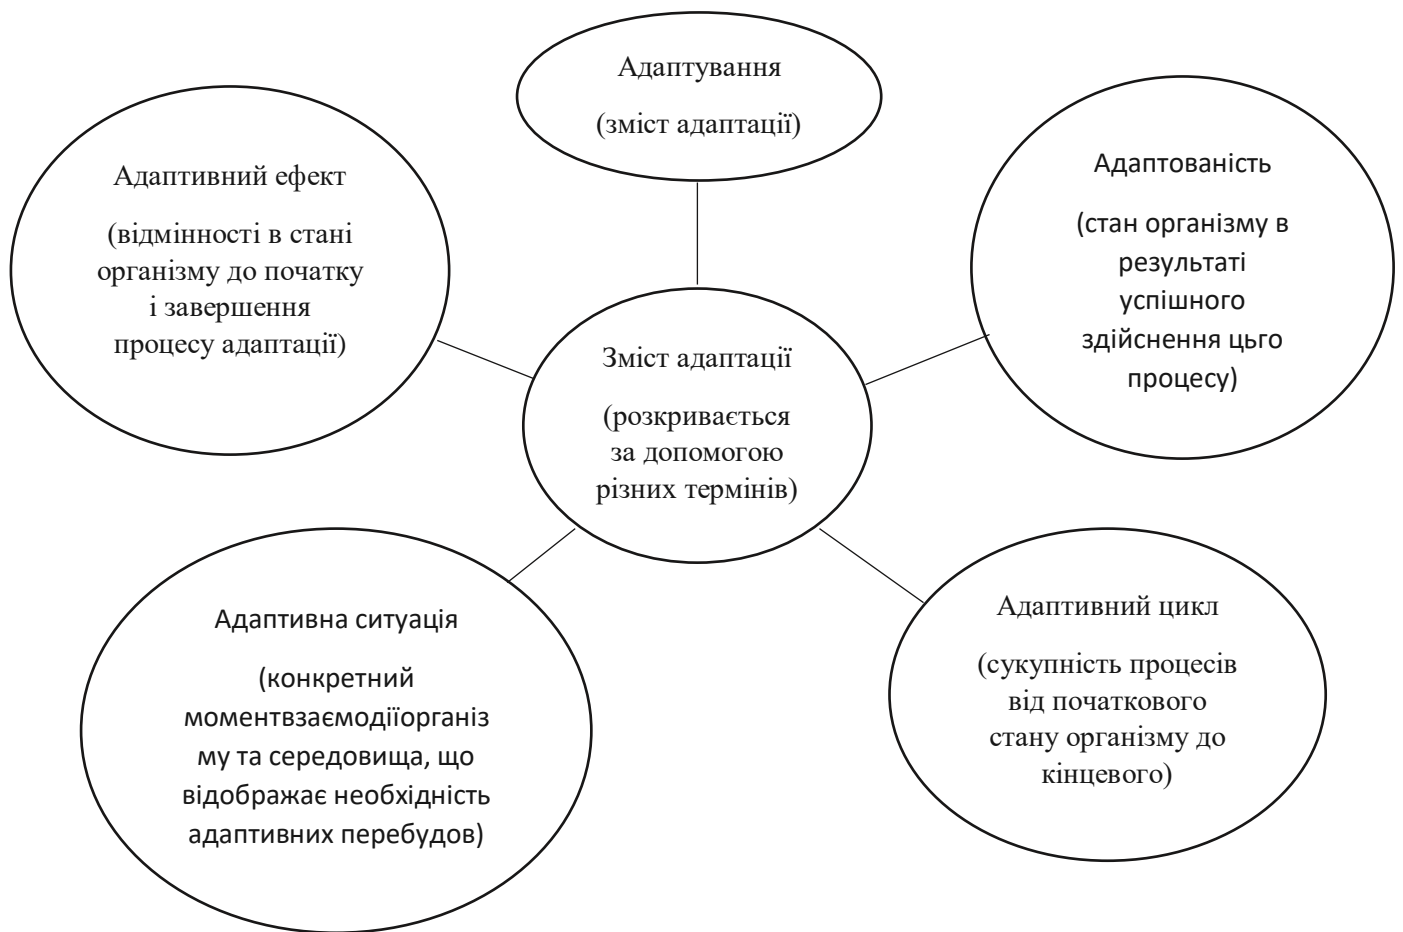 Адаптування
(зміст адаптації)
Адаптивний ефект
(відмінності в стані
організму до початку
і завершення
процесу адаптації)
Адаптованість
(стан організму в
результаті
успішного
здійснення цьго
процесу)
Зміст адаптації
(розкривається
за допомогою
різних термінів)
Адаптивна ситуація
(конкретний
моментвзаємодіїорганіз
му та середовища, що
відображає необхідність
адаптивних перебудов)
Адаптивний цикл
(сукупність процесів
від початкового
стану організму до
кінцевого)